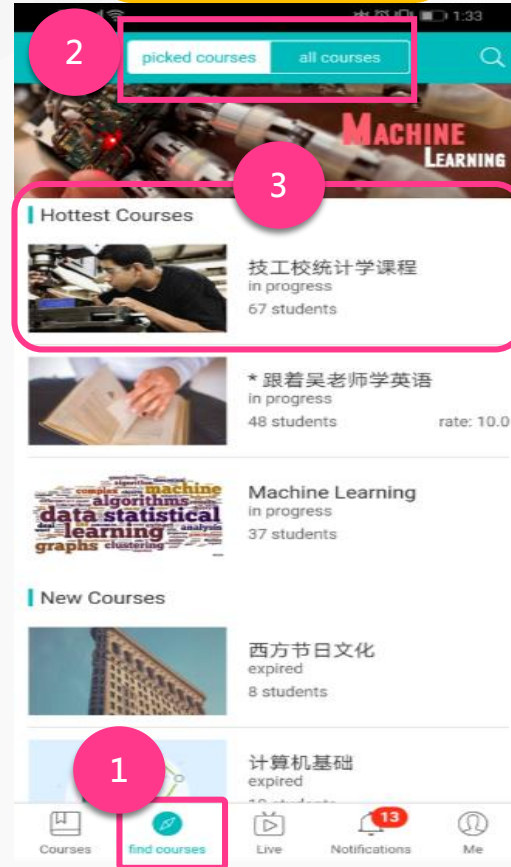 1:33
2
picked courses
all courses
MACHINE
LEARNING
3
Hottest Courses
技工校统计学课程
in progress
67 students
* 跟着吴老师学英语
in progress
48 students
rate: 10.0
complex machine
algorithms
data statistical
learning analysis
graphs clustering
Machine Learning
in progress
37 students
New Courses
西方节日文化
expired
8 students
1
计算机基础
expired
13
Courses
find courses
Live
Notifications
Me